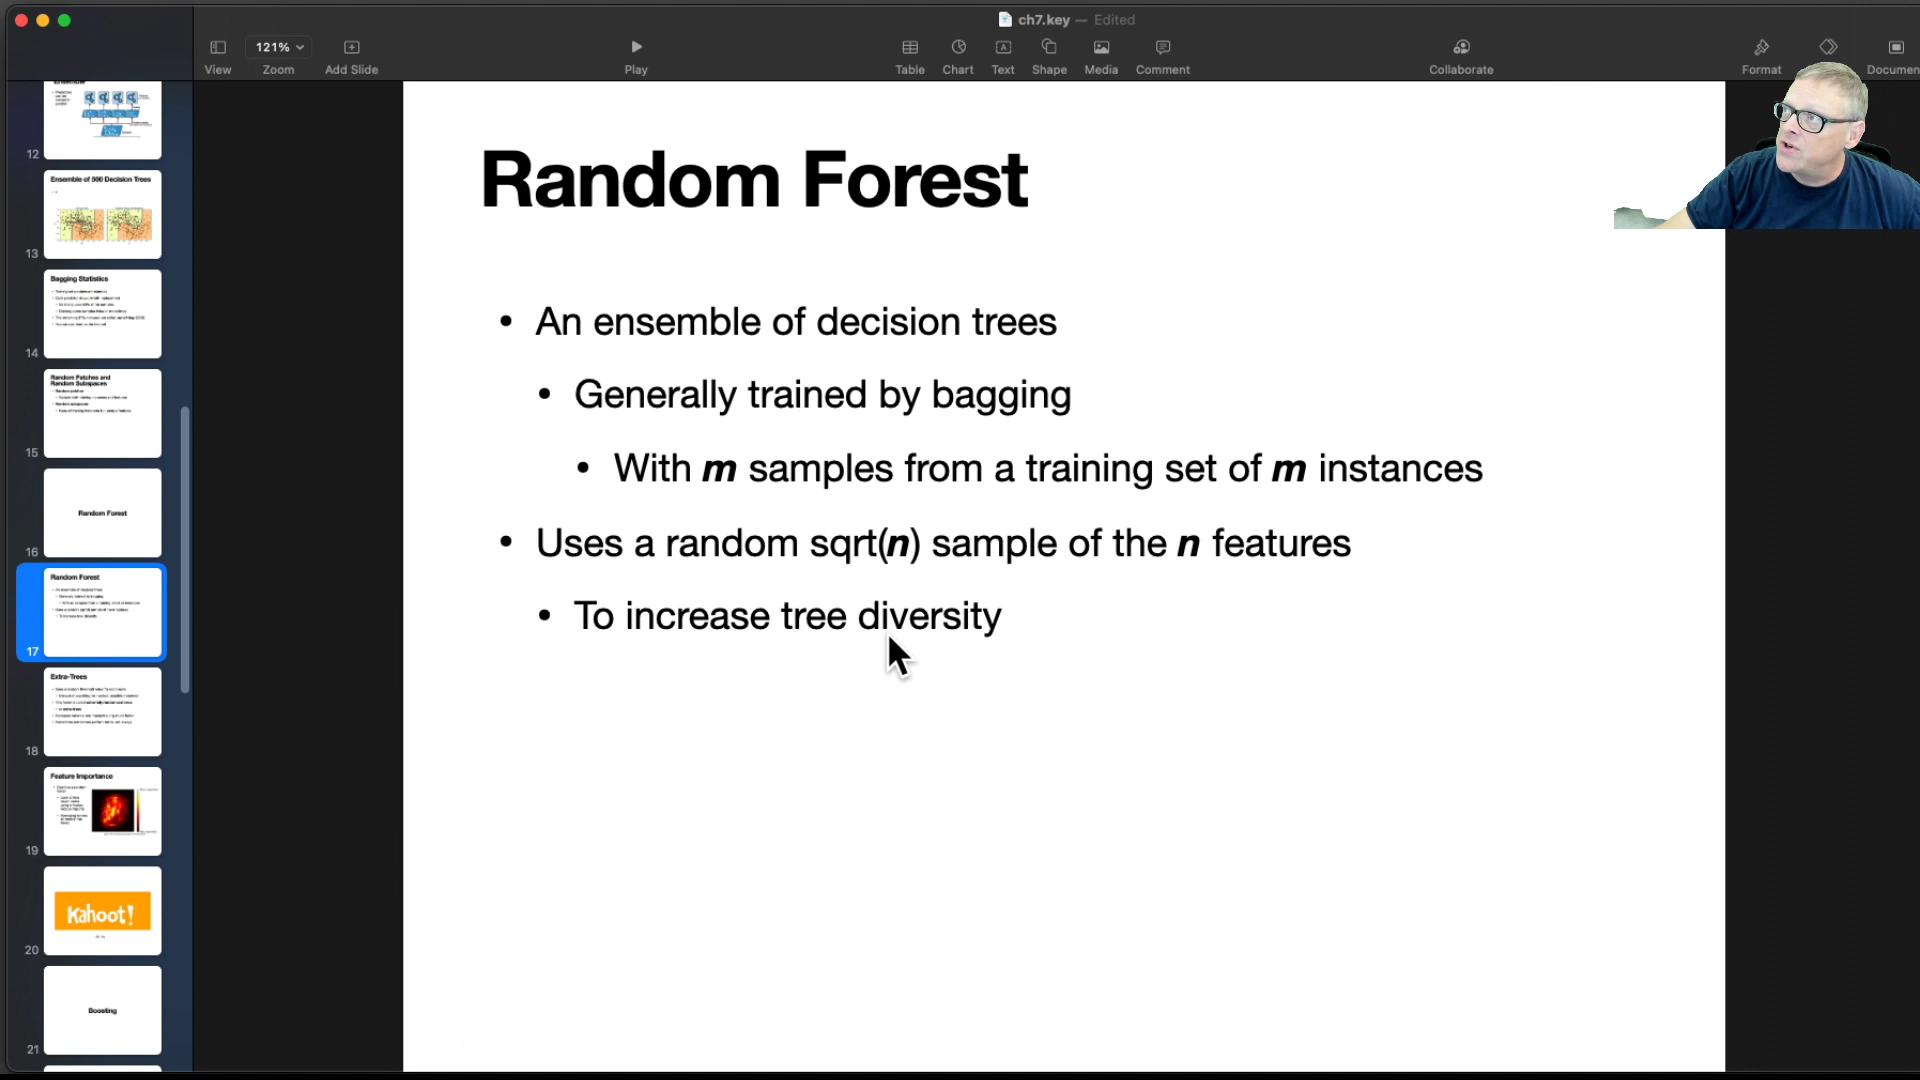 ch7.key — Edited
121%
View
Zoom
Add Slide
Play
Table
Chart
Text
Shape
Media
Comment
Collaborate
Format
Documen
12
Ensemble of 500 Decision Trees
13
Bagging Statistics
14
Random Patches and
Random Subspaces
15
Random Forest
16
Random Forest
17
Extra-Trees
18
Feature Importance
19
Kahoot!
20
Boosting
21
Random Forest
• An ensemble of decision trees
• Generally trained by bagging
• With m samples from a training set of m instances
• Uses a random sqrt(n) sample of the n features
• To increase tree diversity